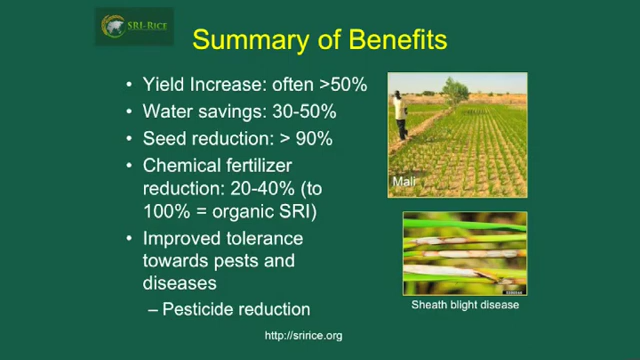 SRI-RICE
Summary of Benefits
• Yield Increase: often >50%
• Water savings: 30-50%
• Seed reduction: > 90%
• Chemical fertilizer
reduction: 20-40% (to
100% = organic SRI)
• Improved tolerance
towards pests and
diseases
– Pesticide reduction
Mali
Sheath blight disease
http://sririce.org